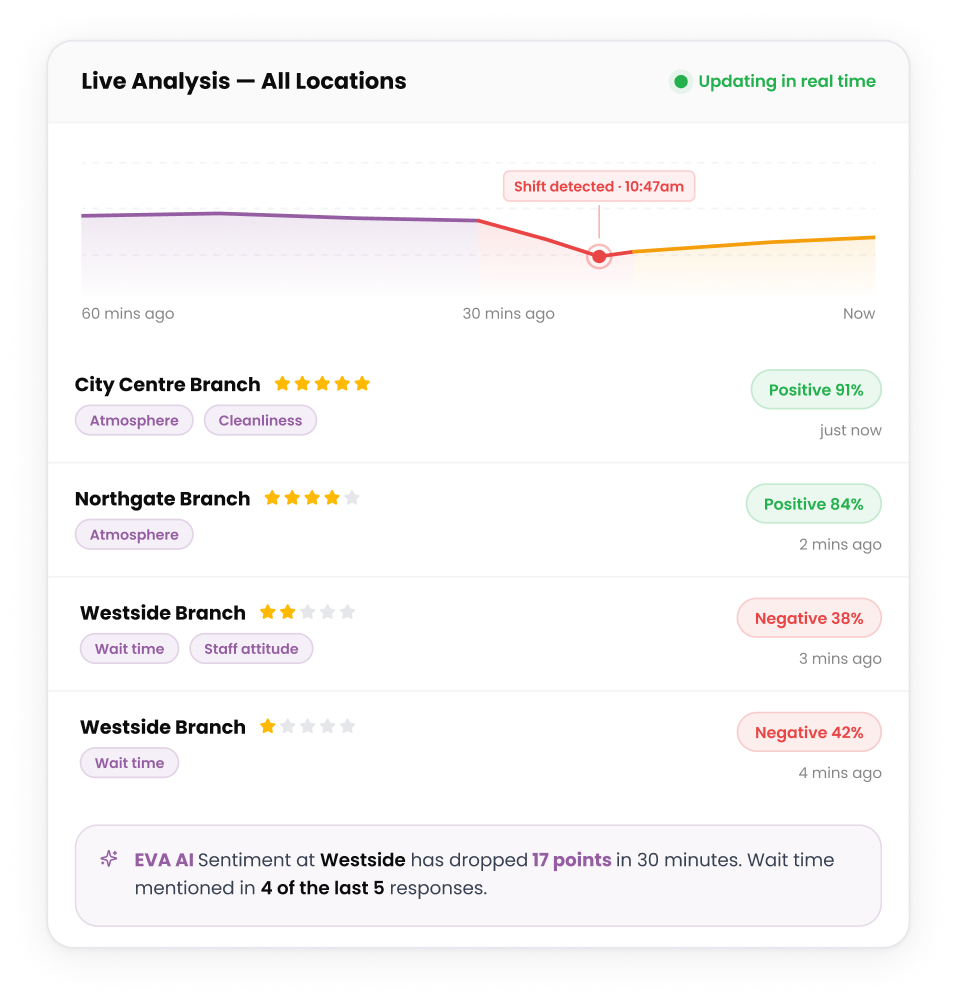 Live Analysis — All Locations
Updating in real time
Shift detected · 10:47am
60 mins ago
30 mins ago
Now
City Centre Branch
Positive 91%
Atmosphere
Cleanliness
just now
Northgate Branch
Positive 84%
Atmosphere
2 mins ago
Westside Branch
Negative 38%
Wait time
Staff attitude
3 mins ago
Westside Branch
Negative 42%
Wait time
4 mins ago
EVA AI Sentiment at Westside has dropped 17 points in 30 minutes. Wait time
mentioned in 4 of the last 5 responses.